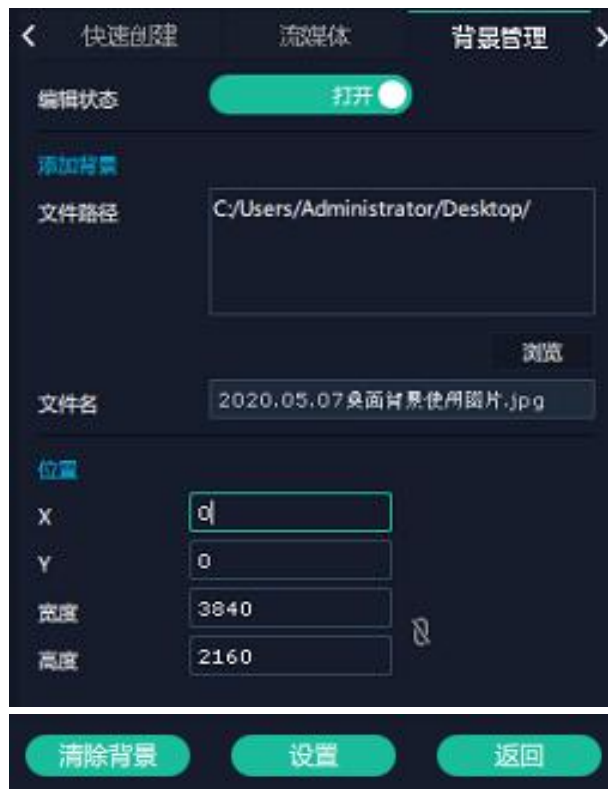 快速创建 流媒体 背景管理
编辑状态 打开
添加背景
文件路径 C:/Users/Administrator/Desktop/
浏览
文件名 2020.05.07桌面背景使用图片.jpg
位置
X 0
Y 0
宽度 3840
高度 2160
清除背景 设置 返回